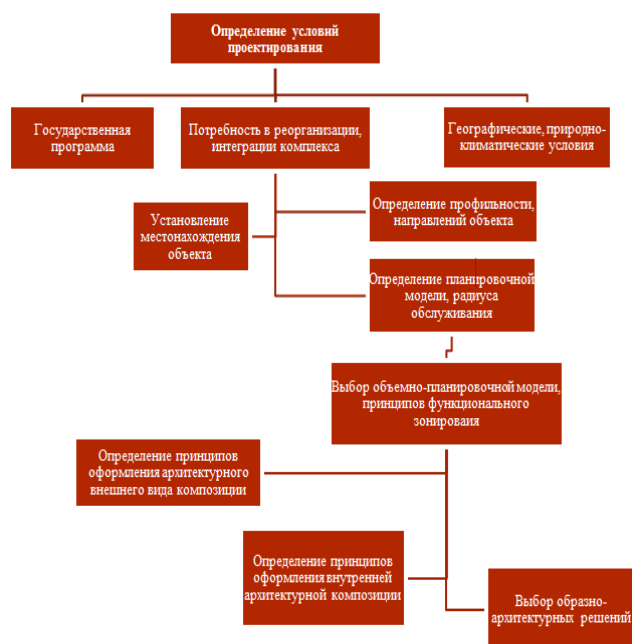 Определение условий
проектирования
Государственная
программа
Потребность в реорганизации,
интеграции комплекса
Географические, природно-
климатические условия
Установление
местонахождения
объекта
Определение профильности,
направлений объекта
Определение планировочной
модели, радиуса
обслуживания
Выбор объемно-планировочной модели,
принципов функционального
зонироваия
Определение принципов
оформления архитектурного
внешнего вида композиции
Определение принципов
оформления внутренней
архитектурной композиции
Выбор образно-
архитектурных решений